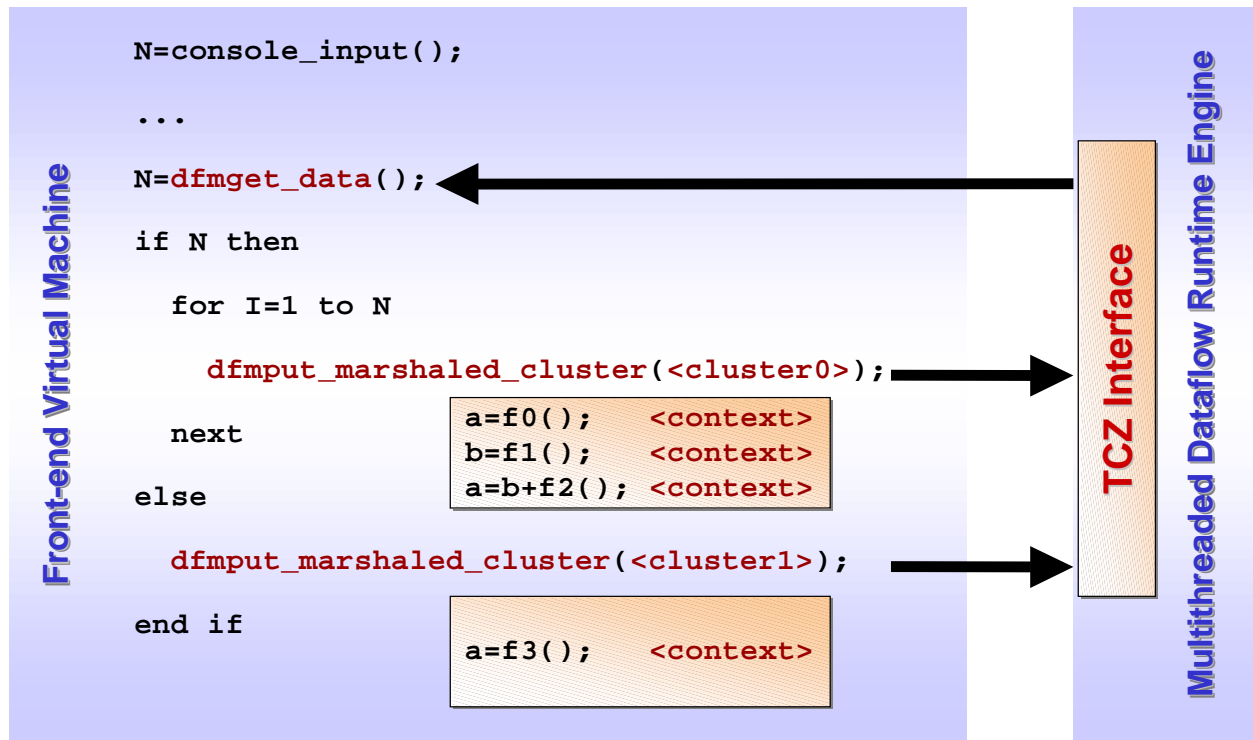 Front-end Virtual Machine
N=console_input();
...
N=dfmget_data();
if N then
for I=1 to N
dfmput_marshaled_cluster(<cluster0>);
next
a=f0(); <context>
b=f1(); <context>
a=b+f2(); <context>
else
dfmput_marshaled_cluster(<cluster1>);
end if
a=f3(); <context>
TCZ Interface
Multithreaded Dataflow Runtime Engine